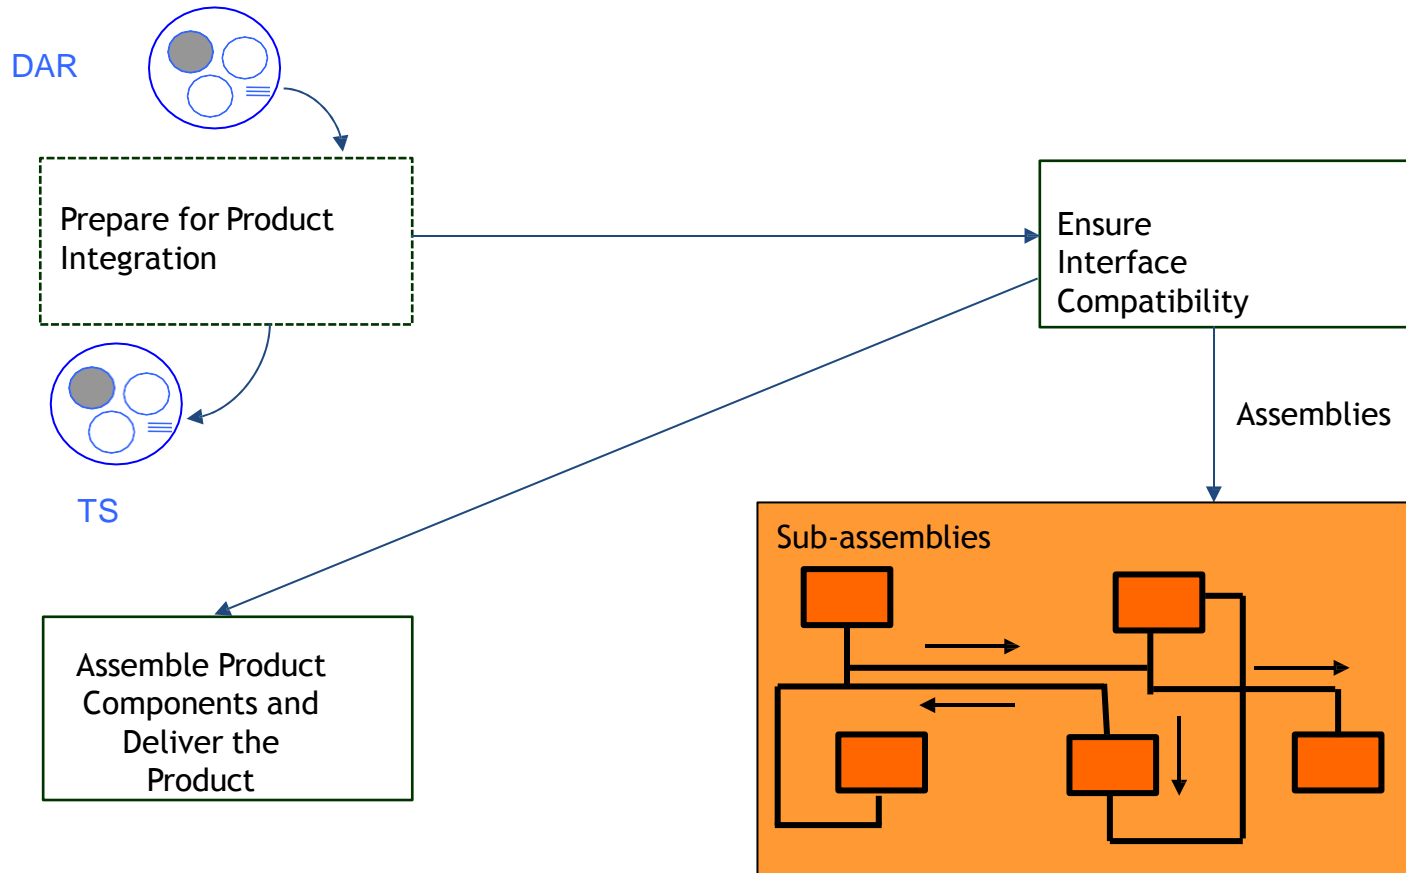 DAR
Prepare for Product
Integration
Ensure
Interface
Compatibility
Assemblies
TS
Sub-assemblies
Assemble Product
Components and
Deliver the
Product